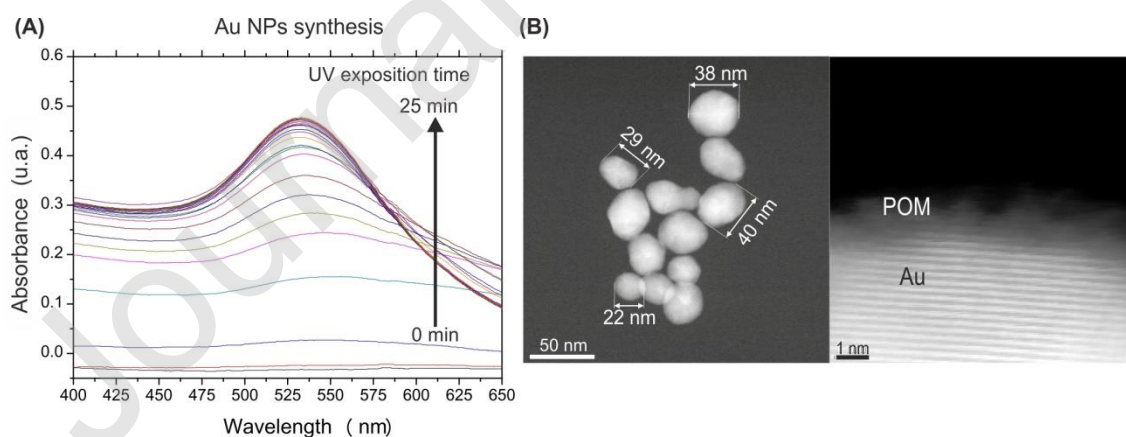 (A)
Au NPs synthesis
UV exposition time
25 min
0 min
0.6
0.5
0.4
0.3
0.2
0.1
0.0
Absorbance (u.a.)
400 425 450 475 500 525 550 575 600 625 650
Wavelength ( nm)
(B)
38 nm
29 nm
40 nm
22 nm
50 nm
POM
Au
1 nm
Journa